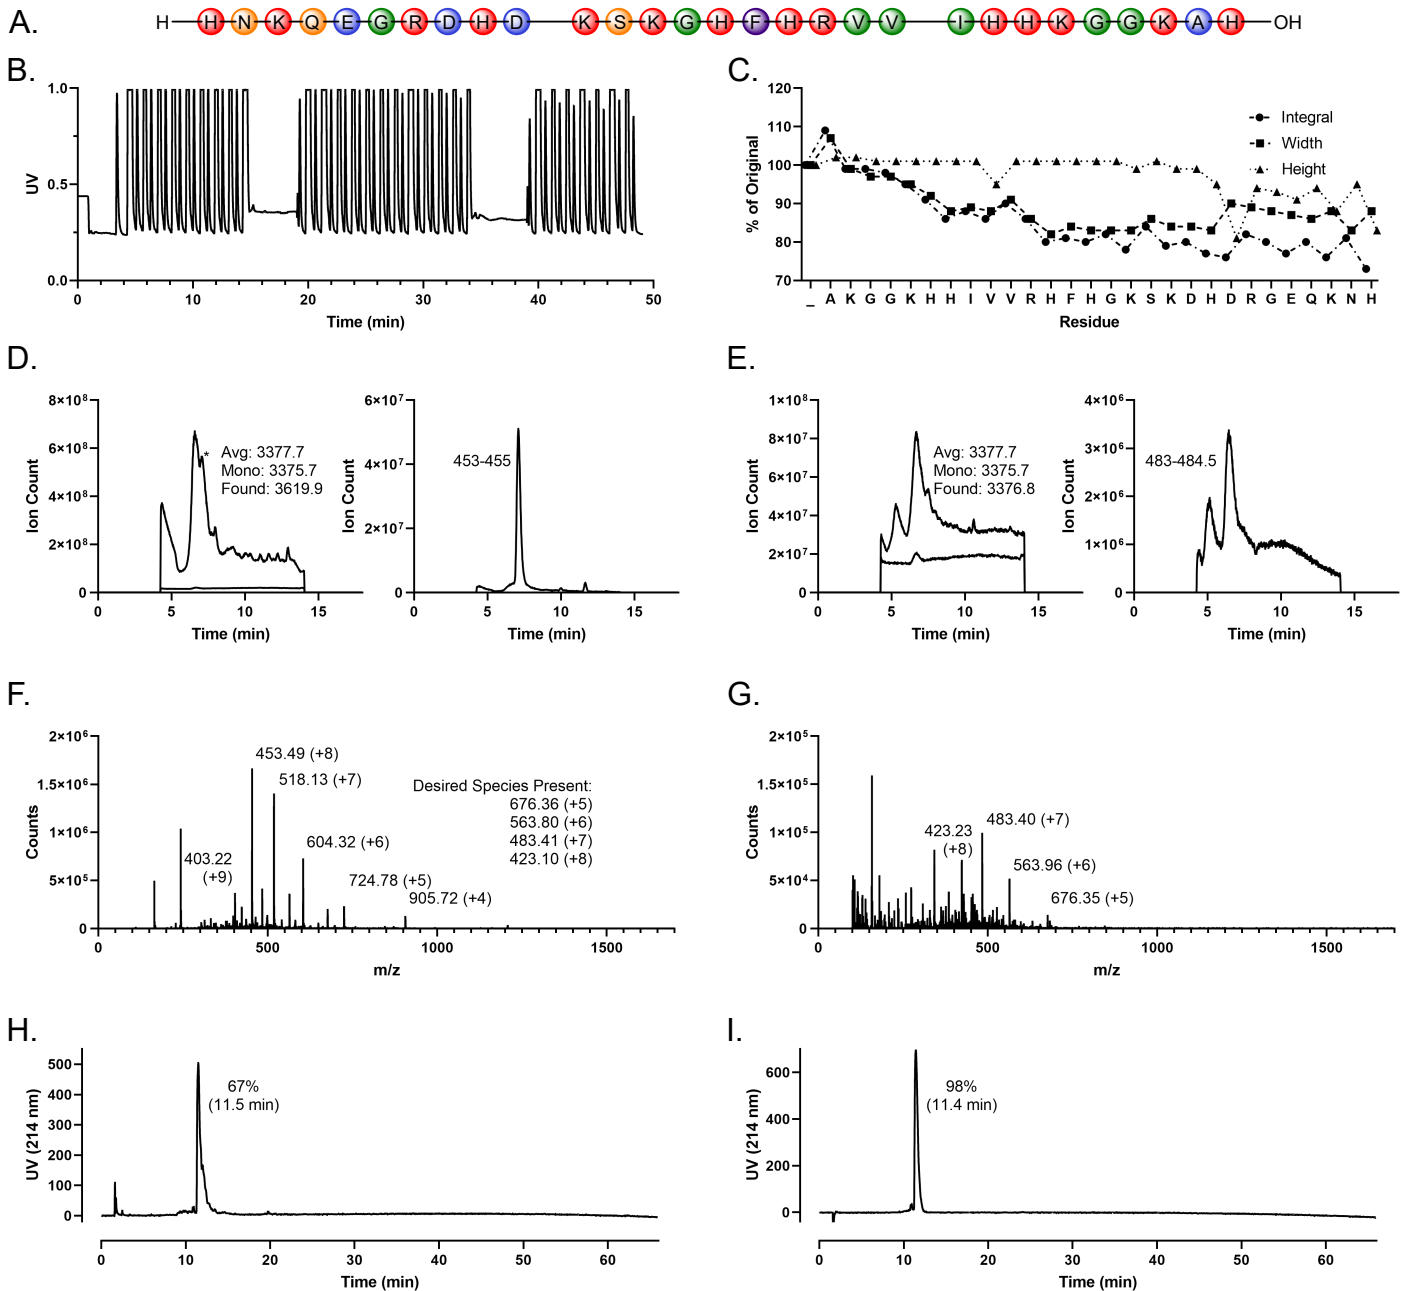 A.
H H N K Q E G R D H D K S K G H F H R V V I H H K G G K A H OH
B.
1.0
0.5
0.0
UV
0 10 20 30 40 50
Time (min)
C.
120
110
100
90
80
70
% of Original
Integral
Width
Height
_ A K G G K H H I V V R H F H G K S K D H D R G E Q K N H
Residue
D.
8×10⁸
6×10⁸
4×10⁸
2×10⁸
0
Ion Count
*
Avg: 3377.7
Mono: 3375.7
Found: 3619.9
0 5 10 15
Time (min)
6×10⁷
4×10⁷
2×10⁷
0
Ion Count
453-455
0 5 10 15
Time (min)
E.
1×10⁸
8×10⁷
6×10⁷
4×10⁷
2×10⁷
0
Ion Count
Avg: 3377.7
Mono: 3375.7
Found: 3376.8
0 5 10 15
Time (min)
4×10⁶
3×10⁶
2×10⁶
1×10⁶
0
Ion Count
483-484.5
0 5 10 15
Time (min)
F.
2×10⁶
1.5×10⁶
1×10⁶
5×10⁵
0
Counts
453.49 (+8)
518.13 (+7)
604.32 (+6)
403.22
(+9)
724.78 (+5)
905.72 (+4)
Desired Species Present:
676.36 (+5)
563.80 (+6)
483.41 (+7)
423.10 (+8)
0 500 1000 1500
m/z
G.
2×10⁵
1.5×10⁵
1×10⁵
5×10⁴
0
Counts
423.23
(+8)
483.40 (+7)
563.96 (+6)
676.35 (+5)
0 500 1000 1500
m/z
H.
500
400
300
200
100
0
UV (214 nm)
67%
(11.5 min)
0 10 20 30 40 50 60
Time (min)
I.
600
400
200
0
UV (214 nm)
98%
(11.4 min)
0 10 20 30 40 50 60
Time (min)